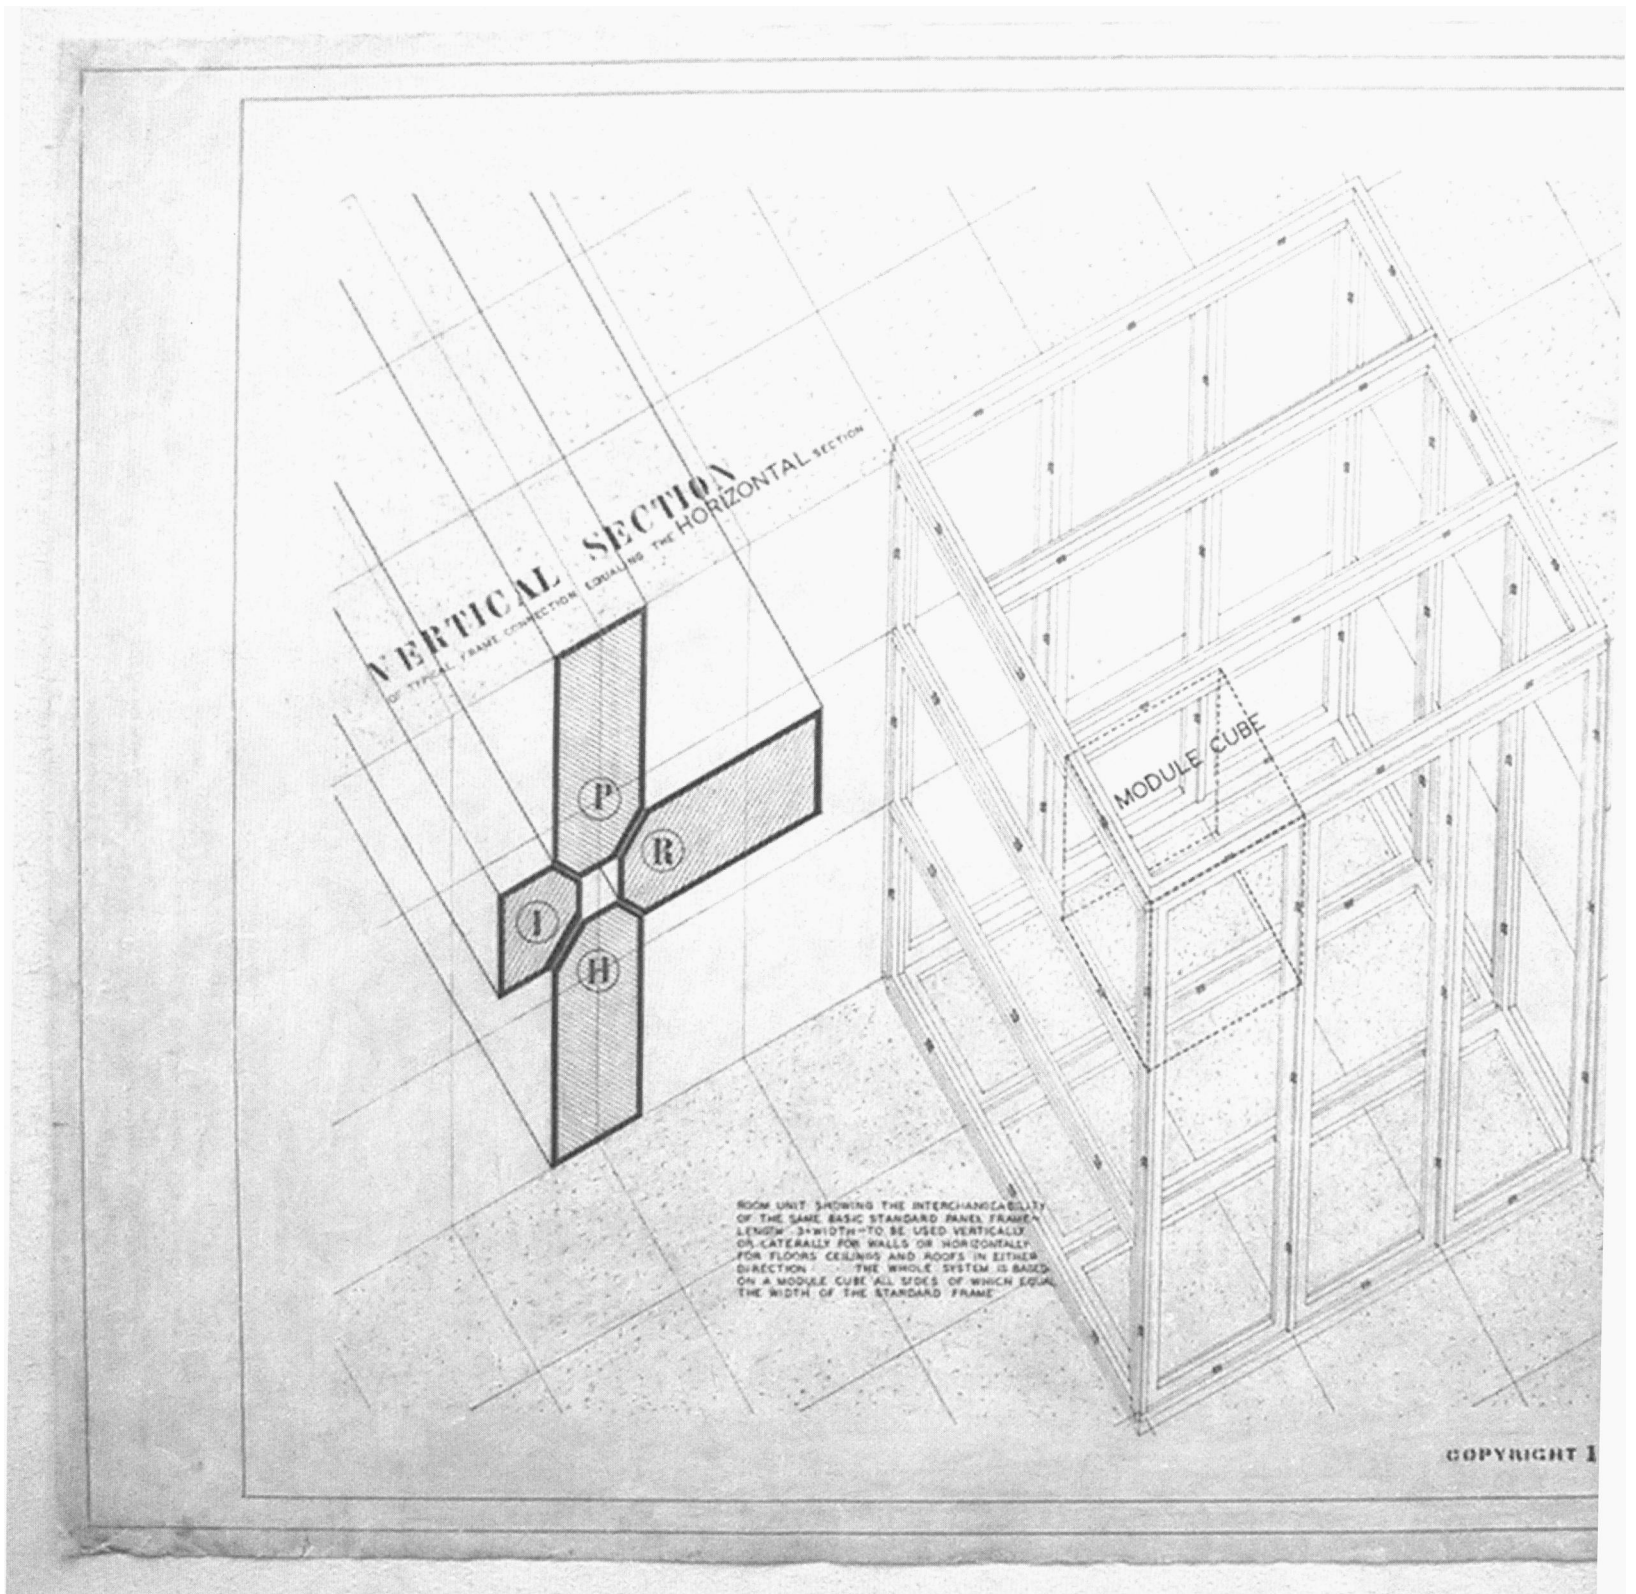 VERTICAL SECTION
OF TYPICAL FRAME CONNECTION EQUALING THE HORIZONTAL SECTION
P
R
I
H
MODULE CUBE
ROOM UNIT SHOWING THE INTERCHANGEABILITY
OF THE SAME BASIC STANDARD PANEL FRAME
LENGTH 3×WIDTH—TO BE USED VERTICALLY
OR LATERALLY FOR WALLS OR HORIZONTALLY
FOR FLOORS CEILINGS AND ROOFS IN EITHER
DIRECTION · · THE WHOLE SYSTEM IS BASED
ON A MODULE CUBE ALL SIDES OF WHICH EQUAL
THE WIDTH OF THE STANDARD FRAME
COPYRIGHT 1